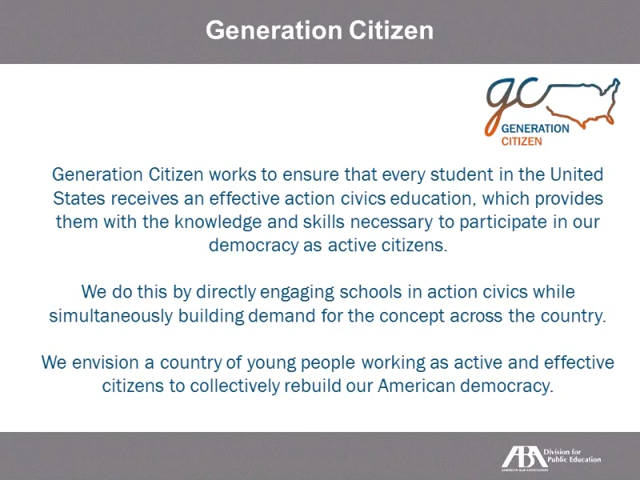 Generation Citizen
gc
GENERATION
CITIZEN
Generation Citizen works to ensure that every student in the United
States receives an effective action civics education, which provides
them with the knowledge and skills necessary to participate in our
democracy as active citizens.
We do this by directly engaging schools in action civics while
simultaneously building demand for the concept across the country.
We envision a country of young people working as active and effective
citizens to collectively rebuild our American democracy.
ABA
Division for
Public Education
AMERICAN BAR ASSOCIATION